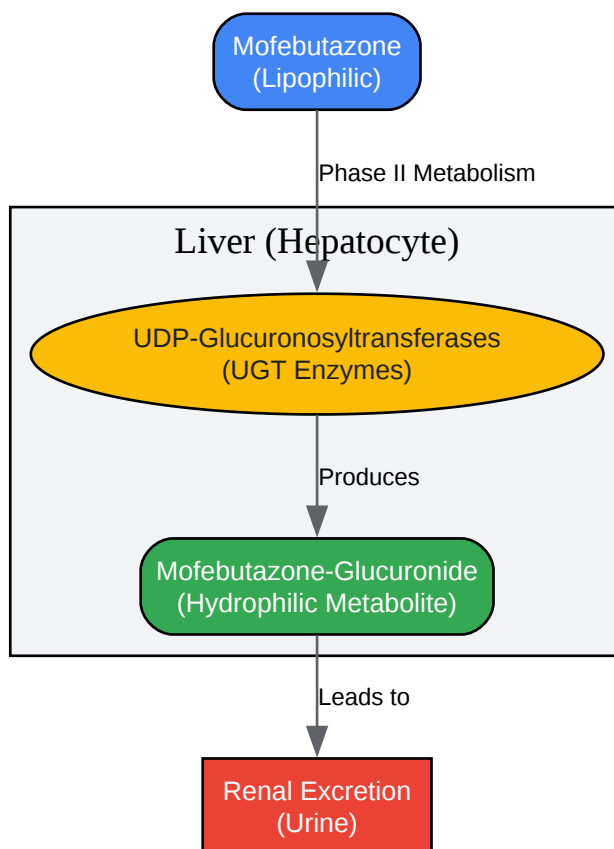 Mofebutazone
(Lipophilic)
Phase II Metabolism
Liver (Hepatocyte)
UDP-Glucuronosyltransferases
(UGT Enzymes)
Produces
Mofebutazone-Glucuronide
(Hydrophilic Metabolite)
Leads to
Renal Excretion
(Urine)